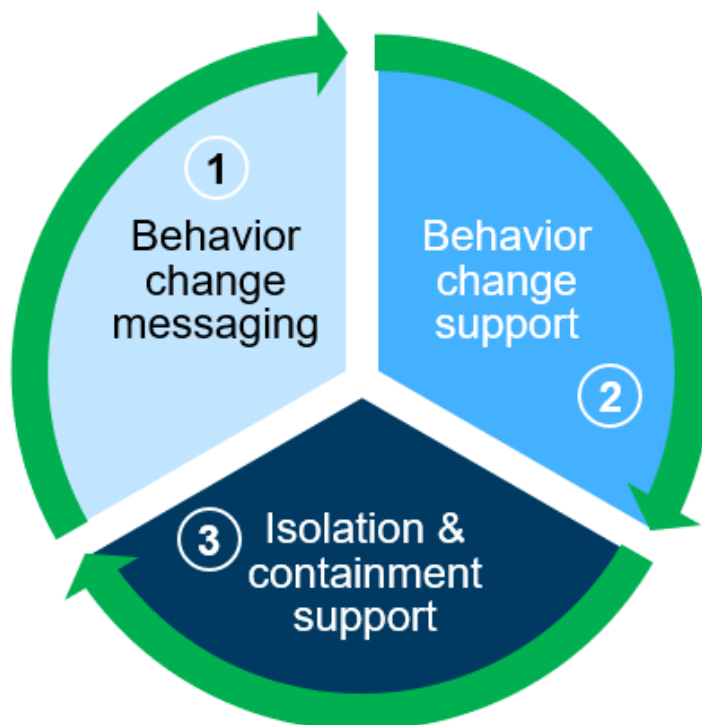 1
Behavior
change
messaging
Behavior
change
support
2
3
Isolation &
containment
support